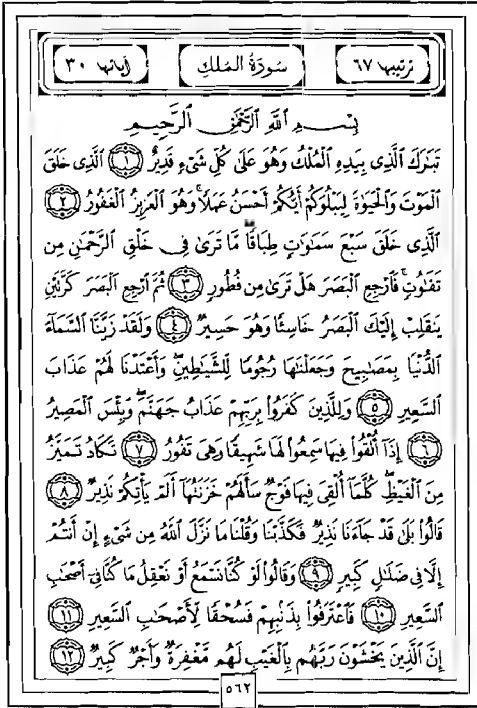 ترتيبها ٦٧ سُورَةُ المُلكِ آياتها ٣٠
بِسْمِ ٱللَّهِ ٱلرَّحْمَٰنِ ٱلرَّحِيمِ
تَبَٰرَكَ ٱلَّذِى بِيَدِهِ ٱلْمُلْكُ وَهُوَ عَلَىٰ كُلِّ شَىْءٍ قَدِيرٌ ١ ٱلَّذِى خَلَقَ
ٱلْمَوْتَ وَٱلْحَيَوٰةَ لِيَبْلُوَكُمْ أَيُّكُمْ أَحْسَنُ عَمَلًا ۚ وَهُوَ ٱلْعَزِيزُ ٱلْغَفُورُ ٢
ٱلَّذِى خَلَقَ سَبْعَ سَمَٰوَٰتٍ طِبَاقًا مَّا تَرَىٰ فِى خَلْقِ ٱلرَّحْمَٰنِ مِن
تَفَٰوُتٍ ۖ فَٱرْجِعِ ٱلْبَصَرَ هَلْ تَرَىٰ مِن فُطُورٍ ٣ ثُمَّ ٱرْجِعِ ٱلْبَصَرَ كَرَّتَيْنِ
يَنقَلِبْ إِلَيْكَ ٱلْبَصَرُ خَاسِئًا وَهُوَ حَسِيرٌ ٤ وَلَقَدْ زَيَّنَّا ٱلسَّمَآءَ
ٱلدُّنْيَا بِمَصَٰبِيحَ وَجَعَلْنَٰهَا رُجُومًا لِّلشَّيَٰطِينِ ۖ وَأَعْتَدْنَا لَهُمْ عَذَابَ
ٱلسَّعِيرِ ٥ وَلِلَّذِينَ كَفَرُوا۟ بِرَبِّهِمْ عَذَابُ جَهَنَّمَ ۖ وَبِئْسَ ٱلْمَصِيرُ
٦ إِذَآ أُلْقُوا۟ فِيهَا سَمِعُوا۟ لَهَا شَهِيقًا وَهِىَ تَفُورُ ٧ تَكَادُ تَمَيَّزُ
مِنَ ٱلْغَيْظِ ۖ كُلَّمَآ أُلْقِىَ فِيهَا فَوْجٌ سَأَلَهُمْ خَزَنَتُهَآ أَلَمْ يَأْتِكُمْ نَذِيرٌ ٨
قَالُوا۟ بَلَىٰ قَدْ جَآءَنَا نَذِيرٌ فَكَذَّبْنَا وَقُلْنَا مَا نَزَّلَ ٱللَّهُ مِن شَىْءٍ إِنْ أَنتُمْ
إِلَّا فِى ضَلَٰلٍ كَبِيرٍ ٩ وَقَالُوا۟ لَوْ كُنَّا نَسْمَعُ أَوْ نَعْقِلُ مَا كُنَّا فِىٓ أَصْحَٰبِ
ٱلسَّعِيرِ ١٠ فَٱعْتَرَفُوا۟ بِذَنۢبِهِمْ فَسُحْقًا لِّأَصْحَٰبِ ٱلسَّعِيرِ ١١
إِنَّ ٱلَّذِينَ يَخْشَوْنَ رَبَّهُم بِٱلْغَيْبِ لَهُم مَّغْفِرَةٌ وَأَجْرٌ كَبِيرٌ ١٢
٥٦٢